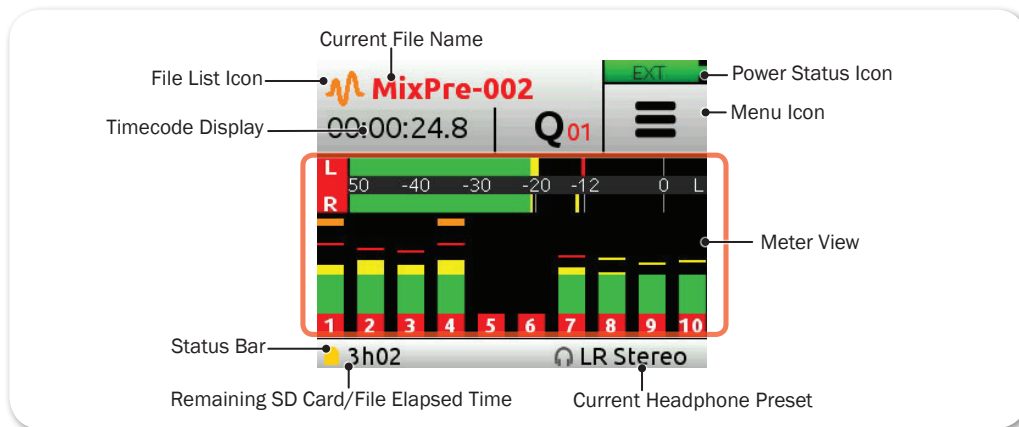 Current File Name
File List Icon
EXT
Power Status Icon
MixPre-002
Menu Icon
Timecode Display
00:00:24.8
Q01
L
50 -40 -30 -20 -12 0 L
R
Meter View
1 2 3 4 5 6 7 8 9 10
Status Bar
3h02
LR Stereo
Remaining SD Card/File Elapsed Time
Current Headphone Preset